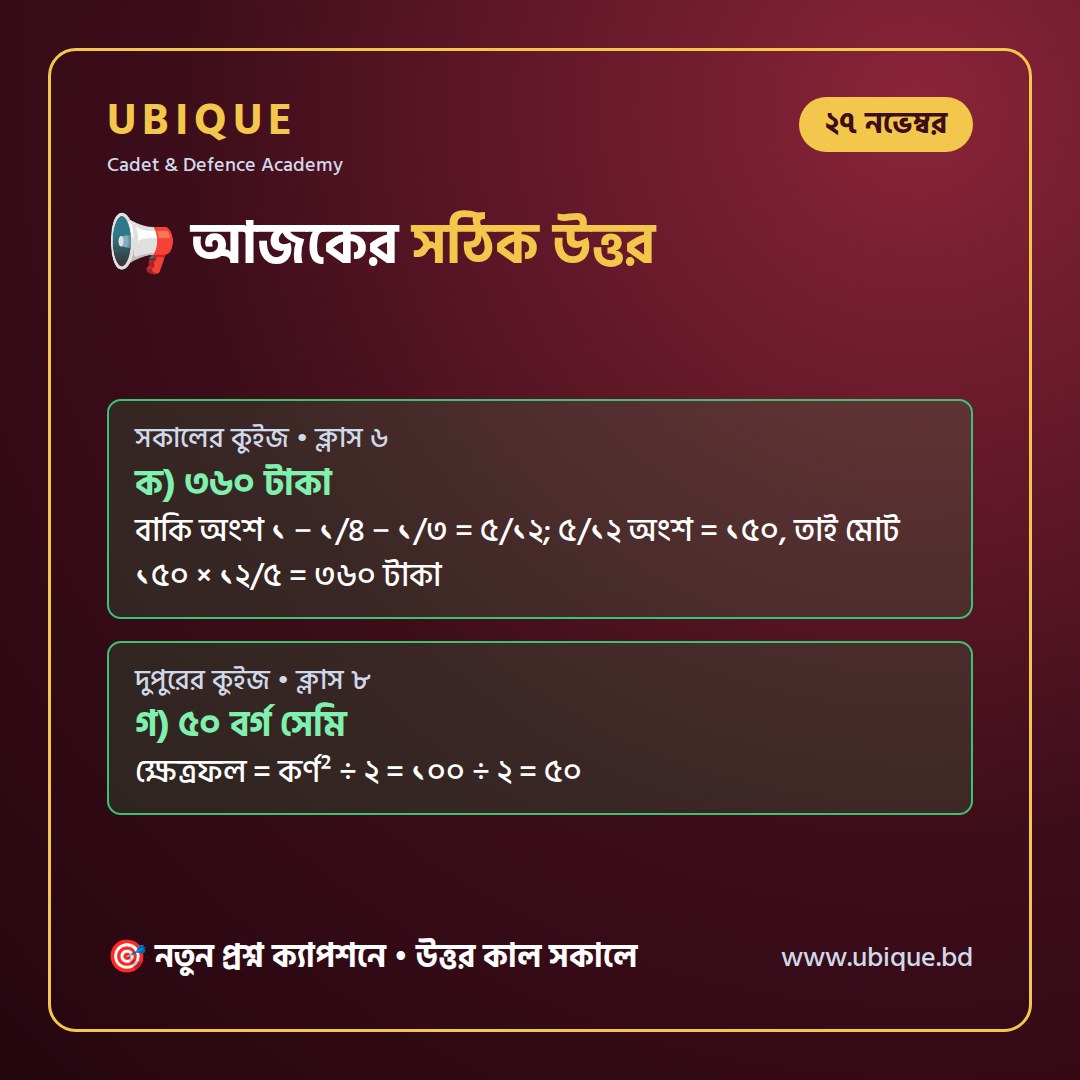 UBIQUE
২৭ নভেম্বর
Cadet & Defence Academy
📢 আজকের সঠিক উত্তর
সকালের কুইজ • ক্লাস ৬
ক) ৩৬০ টাকা
বাকি অংশ ১ − ১/৪ − ১/৩ = ৫/১২; ৫/১২ অংশ = ১৫০, তাই মোট
১৫০ × ১২/৫ = ৩৬০ টাকা
দুপুরের কুইজ • ক্লাস ৮
গ) ৫০ বর্গ সেমি
ক্ষেত্রফল = কর্ণ² ÷ ২ = ১০০ ÷ ২ = ৫০
🎯 নতুন প্রশ্ন ক্যাপশনে • উত্তর কাল সকালে
www.ubique.bd